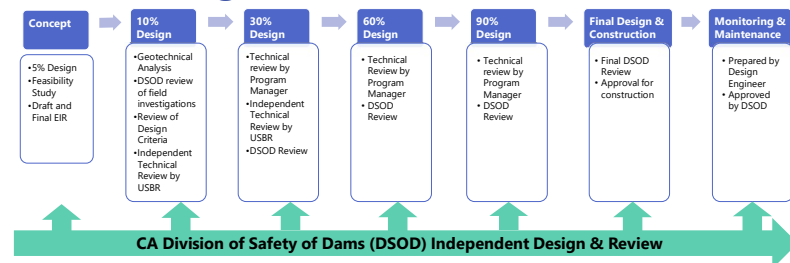 Concept
•5% Design
•Feasibility
Study
•Draft and
Final EIR
10%
Design
•Geotechnical
Analysis
•DSOD review
of field
investigations
•Review of
Design
Criteria
•Independent
Technical
Review by
USBR
30%
Design
•Technical
review by
Program
Manager
•Independent
Technical
Review by
USBR
•DSOD Review
60%
Design
• Technical
Review by
Program
Manager
• DSOD
Review
90%
Design
• Technical
review by
Program
Manager
• DSOD
Review
Final Design &
Construction
• Final DSOD
Review
• Approval for
construction
Monitoring &
Maintenance
• Prepared by
Design
Engineer
• Approved
by DSOD
CA Division of Safety of Dams (DSOD) Independent Design & Review